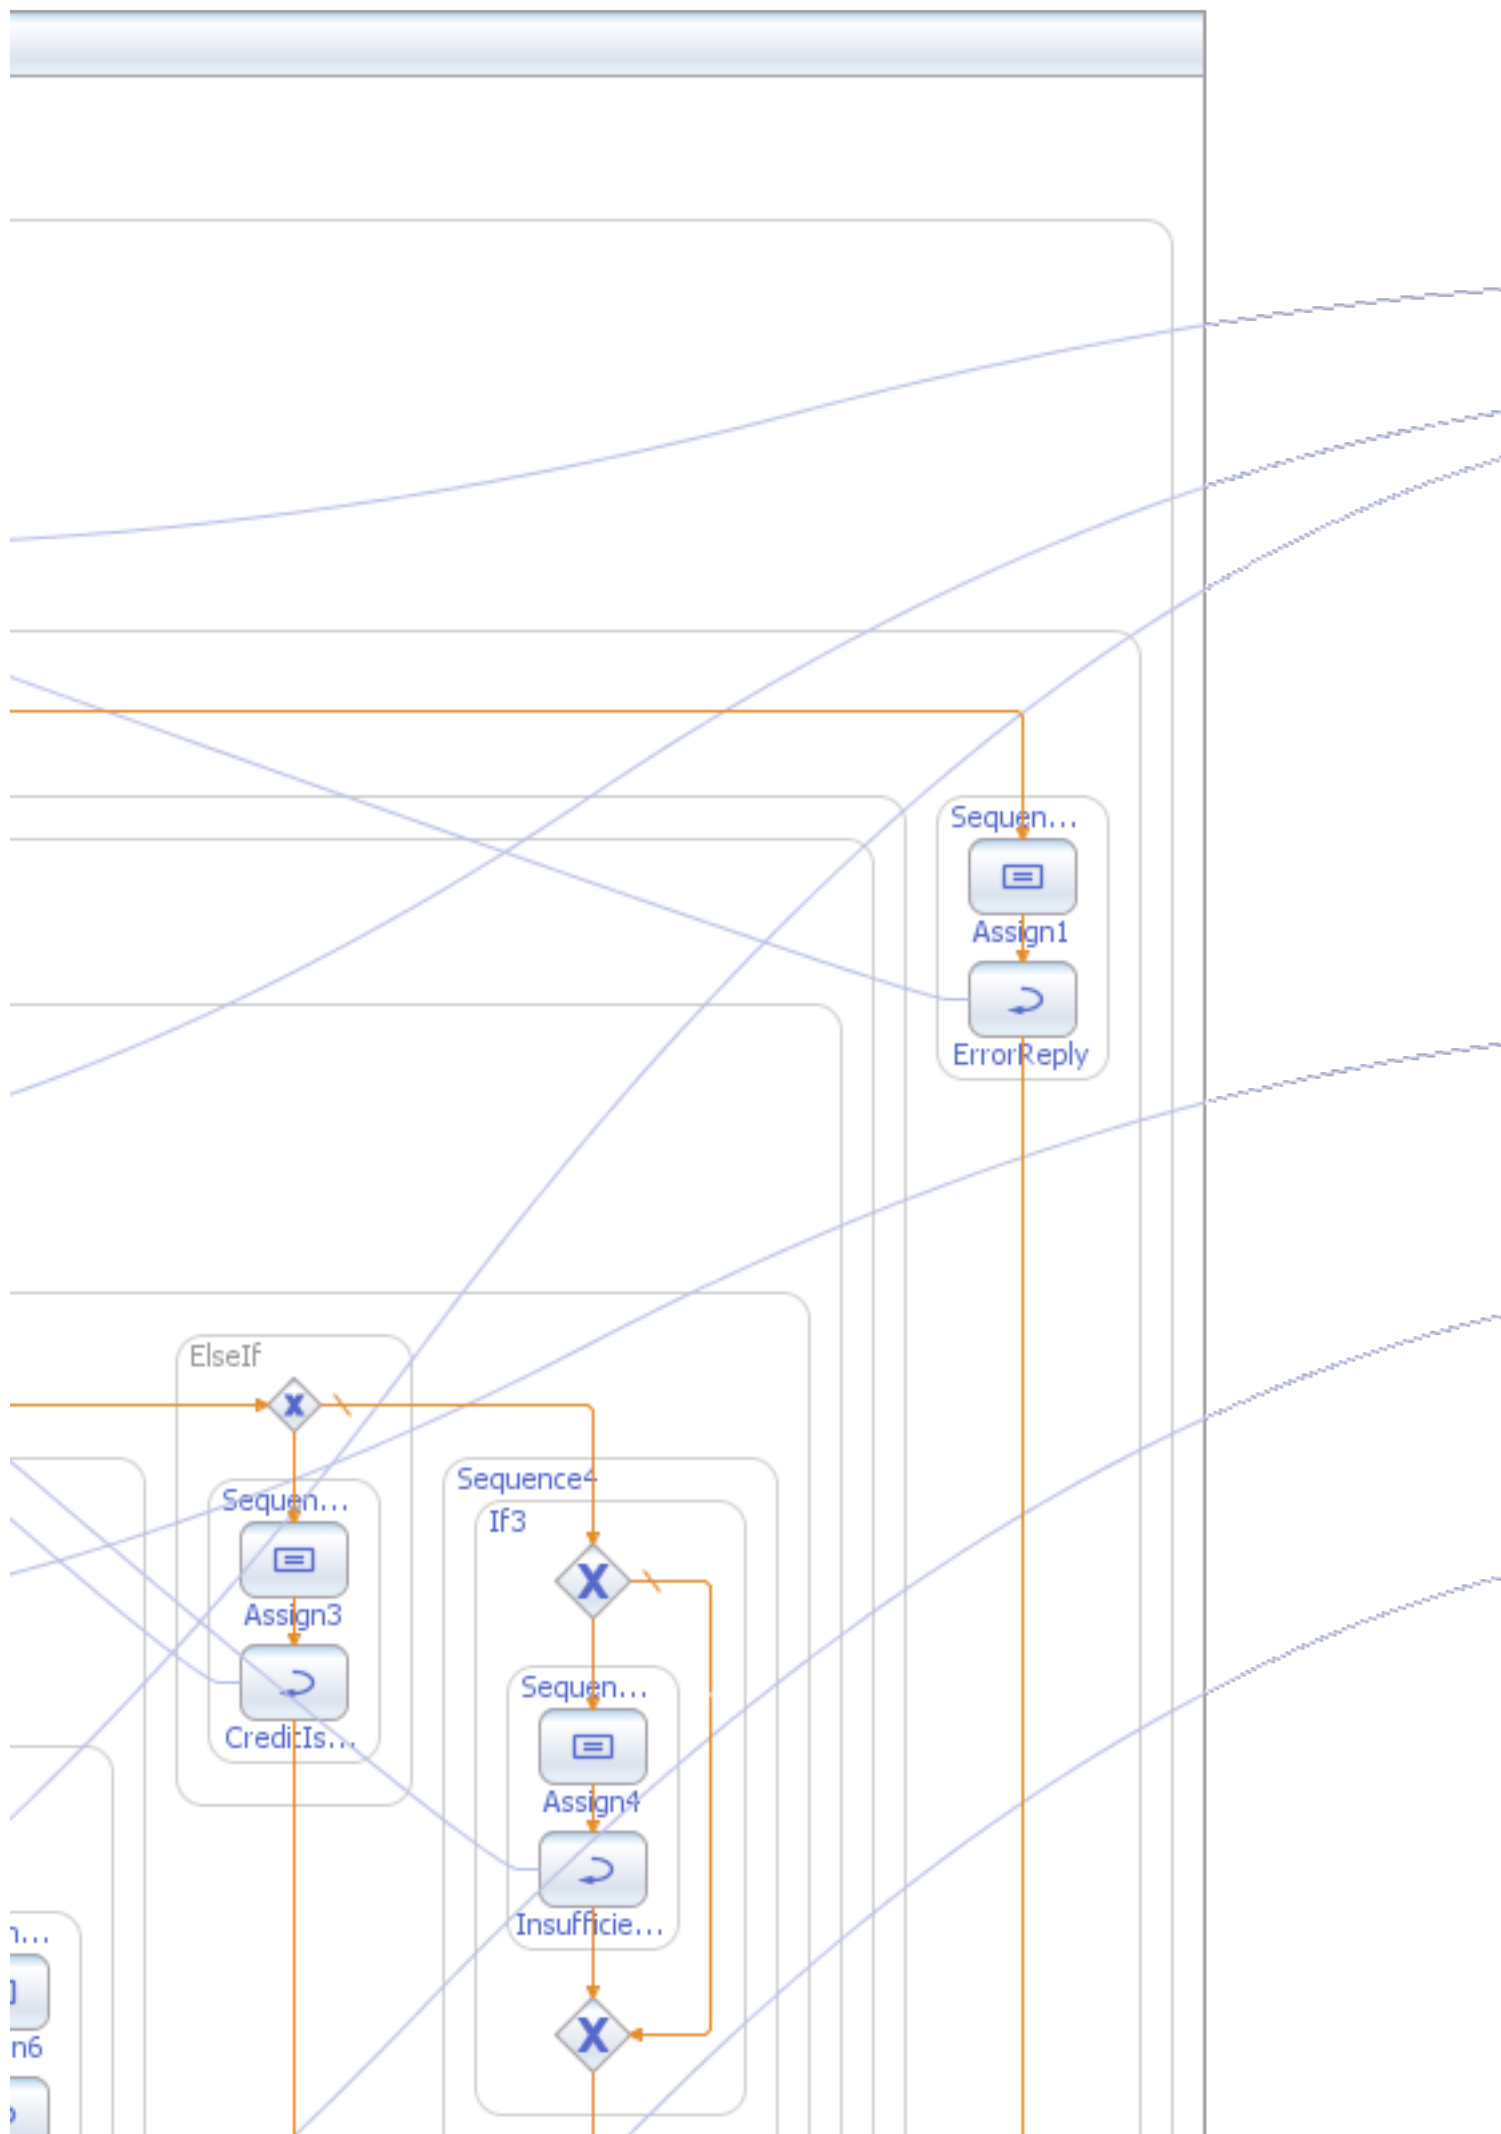 Sequen...
Assign1
ErrorReply
ElseIf
Sequence4
Sequen...
If3
Assign3
Sequen...
CreditIs...
Assign4
Insufficie...
n...
n6